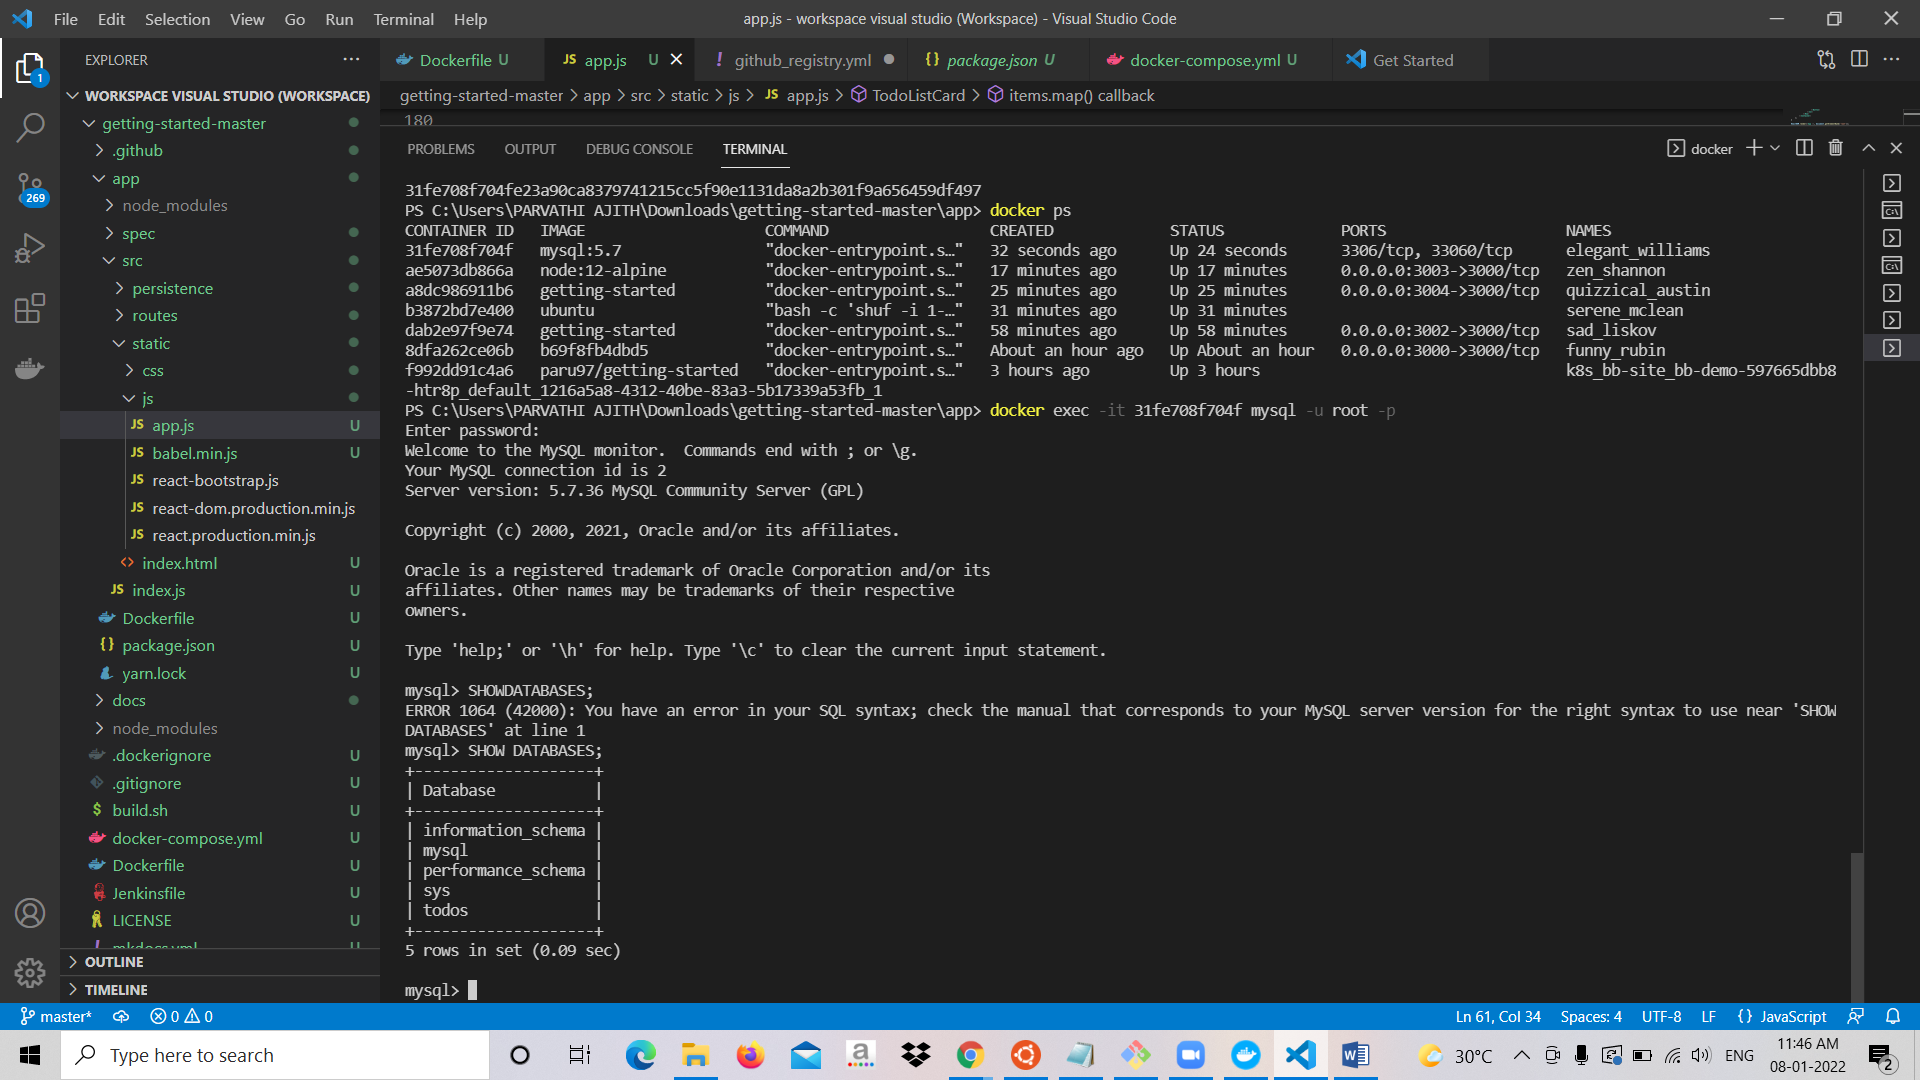 File Edit Selection View Go Run Terminal Help
app.js - workspace visual studio (Workspace) - Visual Studio Code
EXPLORER
Dockerfile U
JS app.js U
! github_registry.yml
{} package.json U
docker-compose.yml U
Get Started
WORKSPACE VISUAL STUDIO (WORKSPACE)
getting-started-master > app > src > static > js > JS app.js > TodoListCard > items.map() callback
180
1
269
getting-started-master
.github
app
node_modules
spec
src
persistence
routes
static
css
js
JS app.js U
JS babel.min.js U
JS react-bootstrap.js
JS react-dom.production.min.js
JS react.production.min.js
<> index.html U
JS index.js U
Dockerfile U
{} package.json U
yarn.lock U
docs
node_modules
.dockerignore U
.gitignore U
$ build.sh U
docker-compose.yml U
Dockerfile U
Jenkinsfile U
LICENSE U
! mkdocs.yml U
OUTLINE
TIMELINE
PROBLEMS OUTPUT DEBUG CONSOLE TERMINAL
docker
31fe708f704fe23a90ca8379741215cc5f90e1131da8a2b301f9a656459df497
PS C:\Users\PARVATHI AJITH\Downloads\getting-started-master\app> docker ps
CONTAINER ID IMAGE COMMAND CREATED STATUS PORTS NAMES
31fe708f704f mysql:5.7 "docker-entrypoint.s…" 32 seconds ago Up 24 seconds 3306/tcp, 33060/tcp elegant_williams
ae5073db866a node:12-alpine "docker-entrypoint.s…" 17 minutes ago Up 17 minutes 0.0.0.0:3003->3000/tcp zen_shannon
a8dc986911b6 getting-started "docker-entrypoint.s…" 25 minutes ago Up 25 minutes 0.0.0.0:3004->3000/tcp quizzical_austin
b3872bd7e400 ubuntu "bash -c 'shuf -i 1-…" 31 minutes ago Up 31 minutes serene_mclean
dab2e97f9e74 getting-started "docker-entrypoint.s…" 58 minutes ago Up 58 minutes 0.0.0.0:3002->3000/tcp sad_liskov
8dfa262ce06b b69f8fb4dbd5 "docker-entrypoint.s…" About an hour ago Up About an hour 0.0.0.0:3000->3000/tcp funny_rubin
f992dd91c4a6 paru97/getting-started "docker-entrypoint.s…" 3 hours ago Up 3 hours k8s_bb-site_bb-demo-597665dbb8
-htr8p_default_1216a5a8-4312-40be-83a3-5b17339a53fb_1
PS C:\Users\PARVATHI AJITH\Downloads\getting-started-master\app> docker exec -it 31fe708f704f mysql -u root -p
Enter password:
Welcome to the MySQL monitor.  Commands end with ; or \g.
Your MySQL connection id is 2
Server version: 5.7.36 MySQL Community Server (GPL)
Copyright (c) 2000, 2021, Oracle and/or its affiliates.
Oracle is a registered trademark of Oracle Corporation and/or its
affiliates. Other names may be trademarks of their respective
owners.
Type 'help;' or '\h' for help. Type '\c' to clear the current input statement.
mysql> SHOWDATABASES;
ERROR 1064 (42000): You have an error in your SQL syntax; check the manual that corresponds to your MySQL server version for the right syntax to use near 'SHOW
DATABASES' at line 1
mysql> SHOW DATABASES;
+--------------------+
| Database           |
+--------------------+
| information_schema |
| mysql              |
| performance_schema |
| sys                |
| todos              |
+--------------------+
5 rows in set (0.09 sec)
mysql>
master* 0 0
Ln 61, Col 34 Spaces: 4 UTF-8 LF {} JavaScript
Type here to search
30°C
ENG
11:46 AM
08-01-2022
2